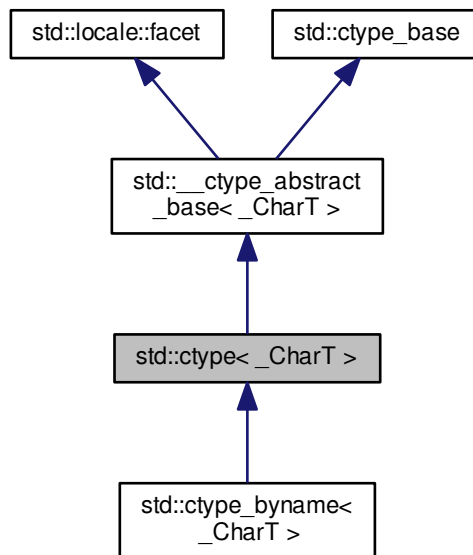 std::locale::facet
std::ctype_base
std::__ctype_abstract
_base< _CharT >
std::ctype< _CharT >
std::ctype_byname<
_CharT >